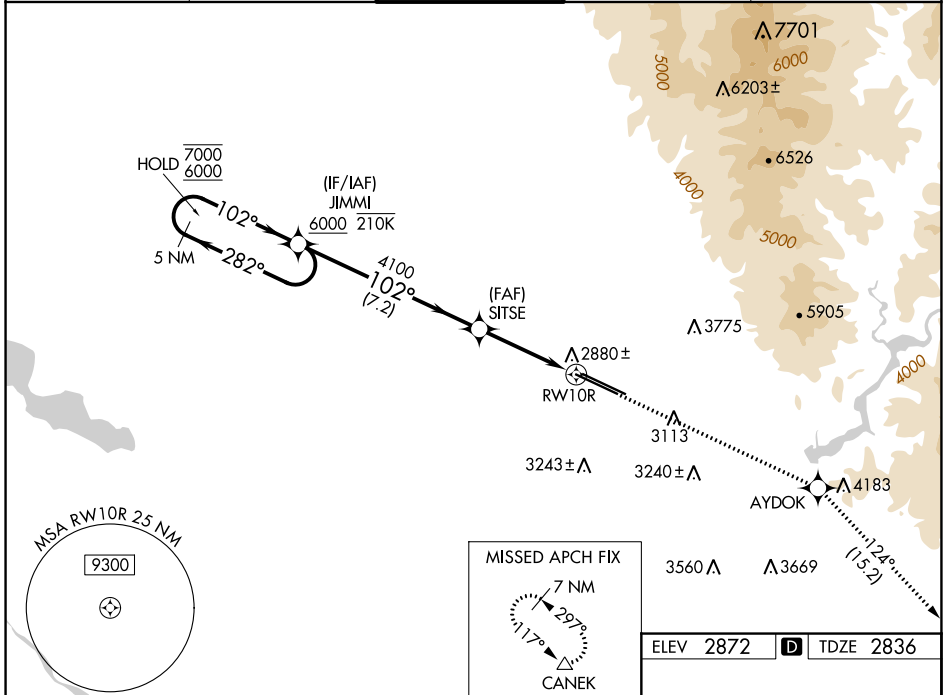 7701
6000
5000
6203±
6526
HOLD 7000
6000
4000
(IF/IAF)
JIMMI
6000 210K
102°
5000
5 NM
282°
4100
102°
(7.2)
(FAF)
SITSE
5905
3775
2880±
4000
RW10R
3113
3243±
3240±
4183
AYDOK
MSA RW10R 25 NM
9300
124°
(15.2)
MISSED APCH FIX
7 NM
297°
117°
CANEK
3560
3669
ELEV 2872 D TDZE 2836